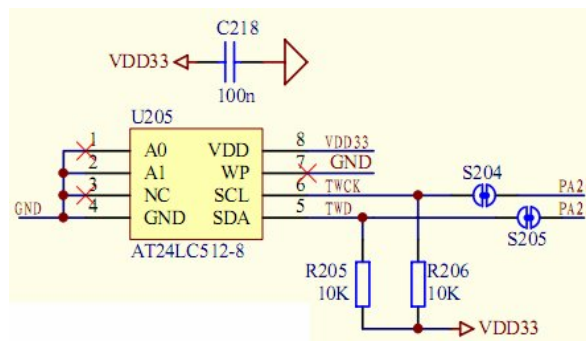 C218
VDD33
100n
U205
1 A0 VDD 8 VDD33
2 A1 WP 7 GND
3 NC SCL 6 TWCK S204 PA2
GND 4 GND SDA 5 TWD S205 PA2
AT24LC512-8
R205 R206
10K 10K
VDD33